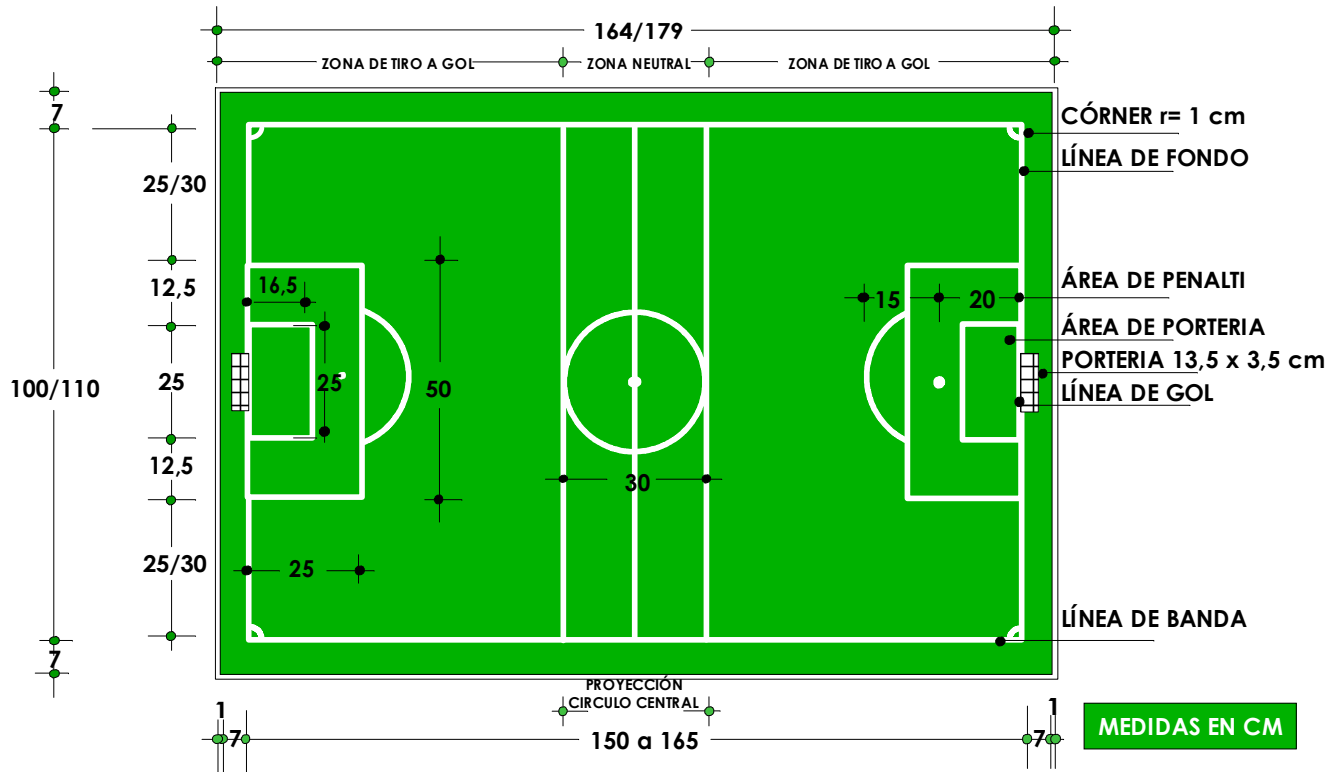 164/179
ZONA DE TIRO A GOL ZONA NEUTRAL ZONA DE TIRO A GOL
7
CÓRNER r= 1 cm
LÍNEA DE FONDO
25/30
12,5
16,5
15
20
ÁREA DE PENALTI
ÁREA DE PORTERIA
PORTERIA 13,5 x 3,5 cm
LÍNEA DE GOL
100/110
25
25
50
12,5
30
25/30
25
LÍNEA DE BANDA
7
PROYECCIÓN
CIRCULO CENTRAL
1
7
150 a 165
7
1
MEDIDAS EN CM